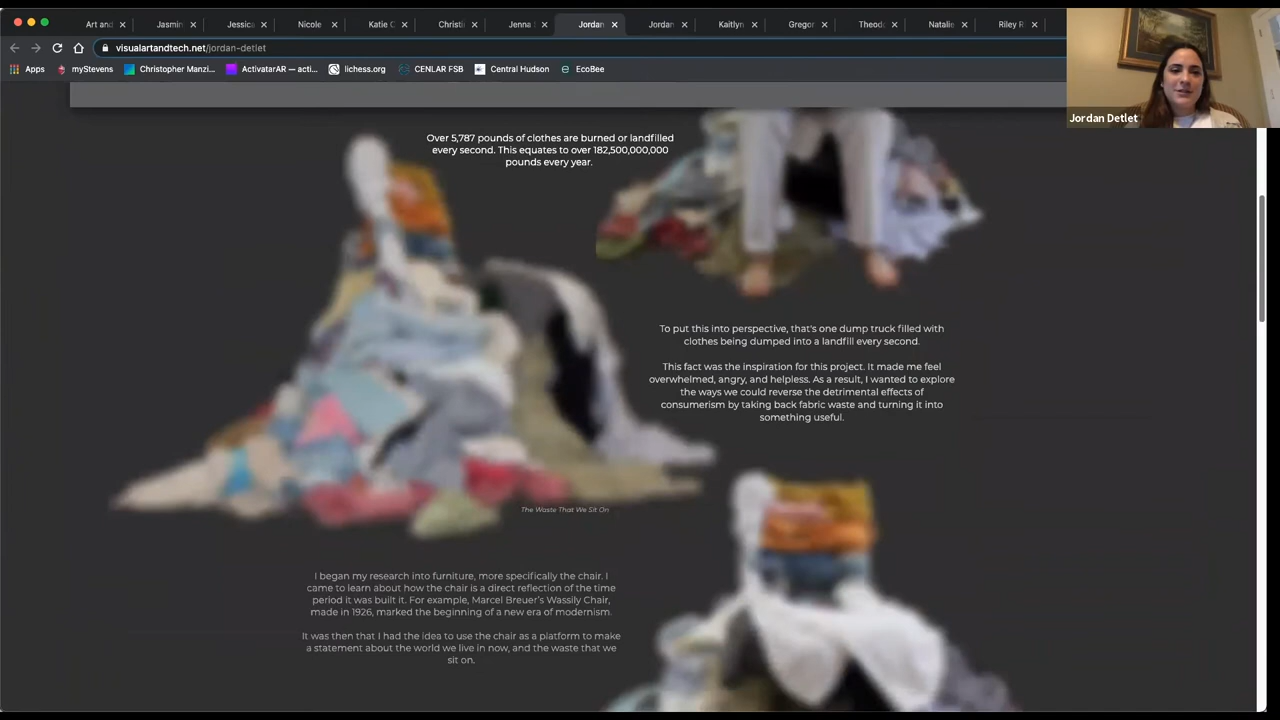 Art and
Jasmin
Jessica
Nicole
Katie C
Christi
Jenna
Jordan
Jordan
Kaitlyn
Gregor
Theod
Natalie
Riley R
visualartandtech.net/jordan-detlet
Apps
myStevens
Christopher Manzi...
ActivatarAR — acti...
lichess.org
CENLAR FSB
Central Hudson
EcoBee
Jordan Detlet
Over 5,787 pounds of clothes are burned or landfilled
every second. This equates to over 182,500,000,000
pounds every year.
To put this into perspective, that's one dump truck filled with
clothes being dumped into a landfill every second.
This fact was the inspiration for this project. It made me feel
overwhelmed, angry, and helpless. As a result, I wanted to explore
the ways we could reverse the detrimental effects of
consumerism by taking back fabric waste and turning it into
something useful.
The Waste That We Sit On
I began my research into furniture, more specifically the chair. I
came to learn about how the chair is a direct reflection of the time
period it was built it. For example, Marcel Breuer's Wassily Chair,
made in 1926, marked the beginning of a new era of modernism.
It was then that I had the idea to use the chair as a platform to make
a statement about the world we live in now, and the waste that we
sit on.